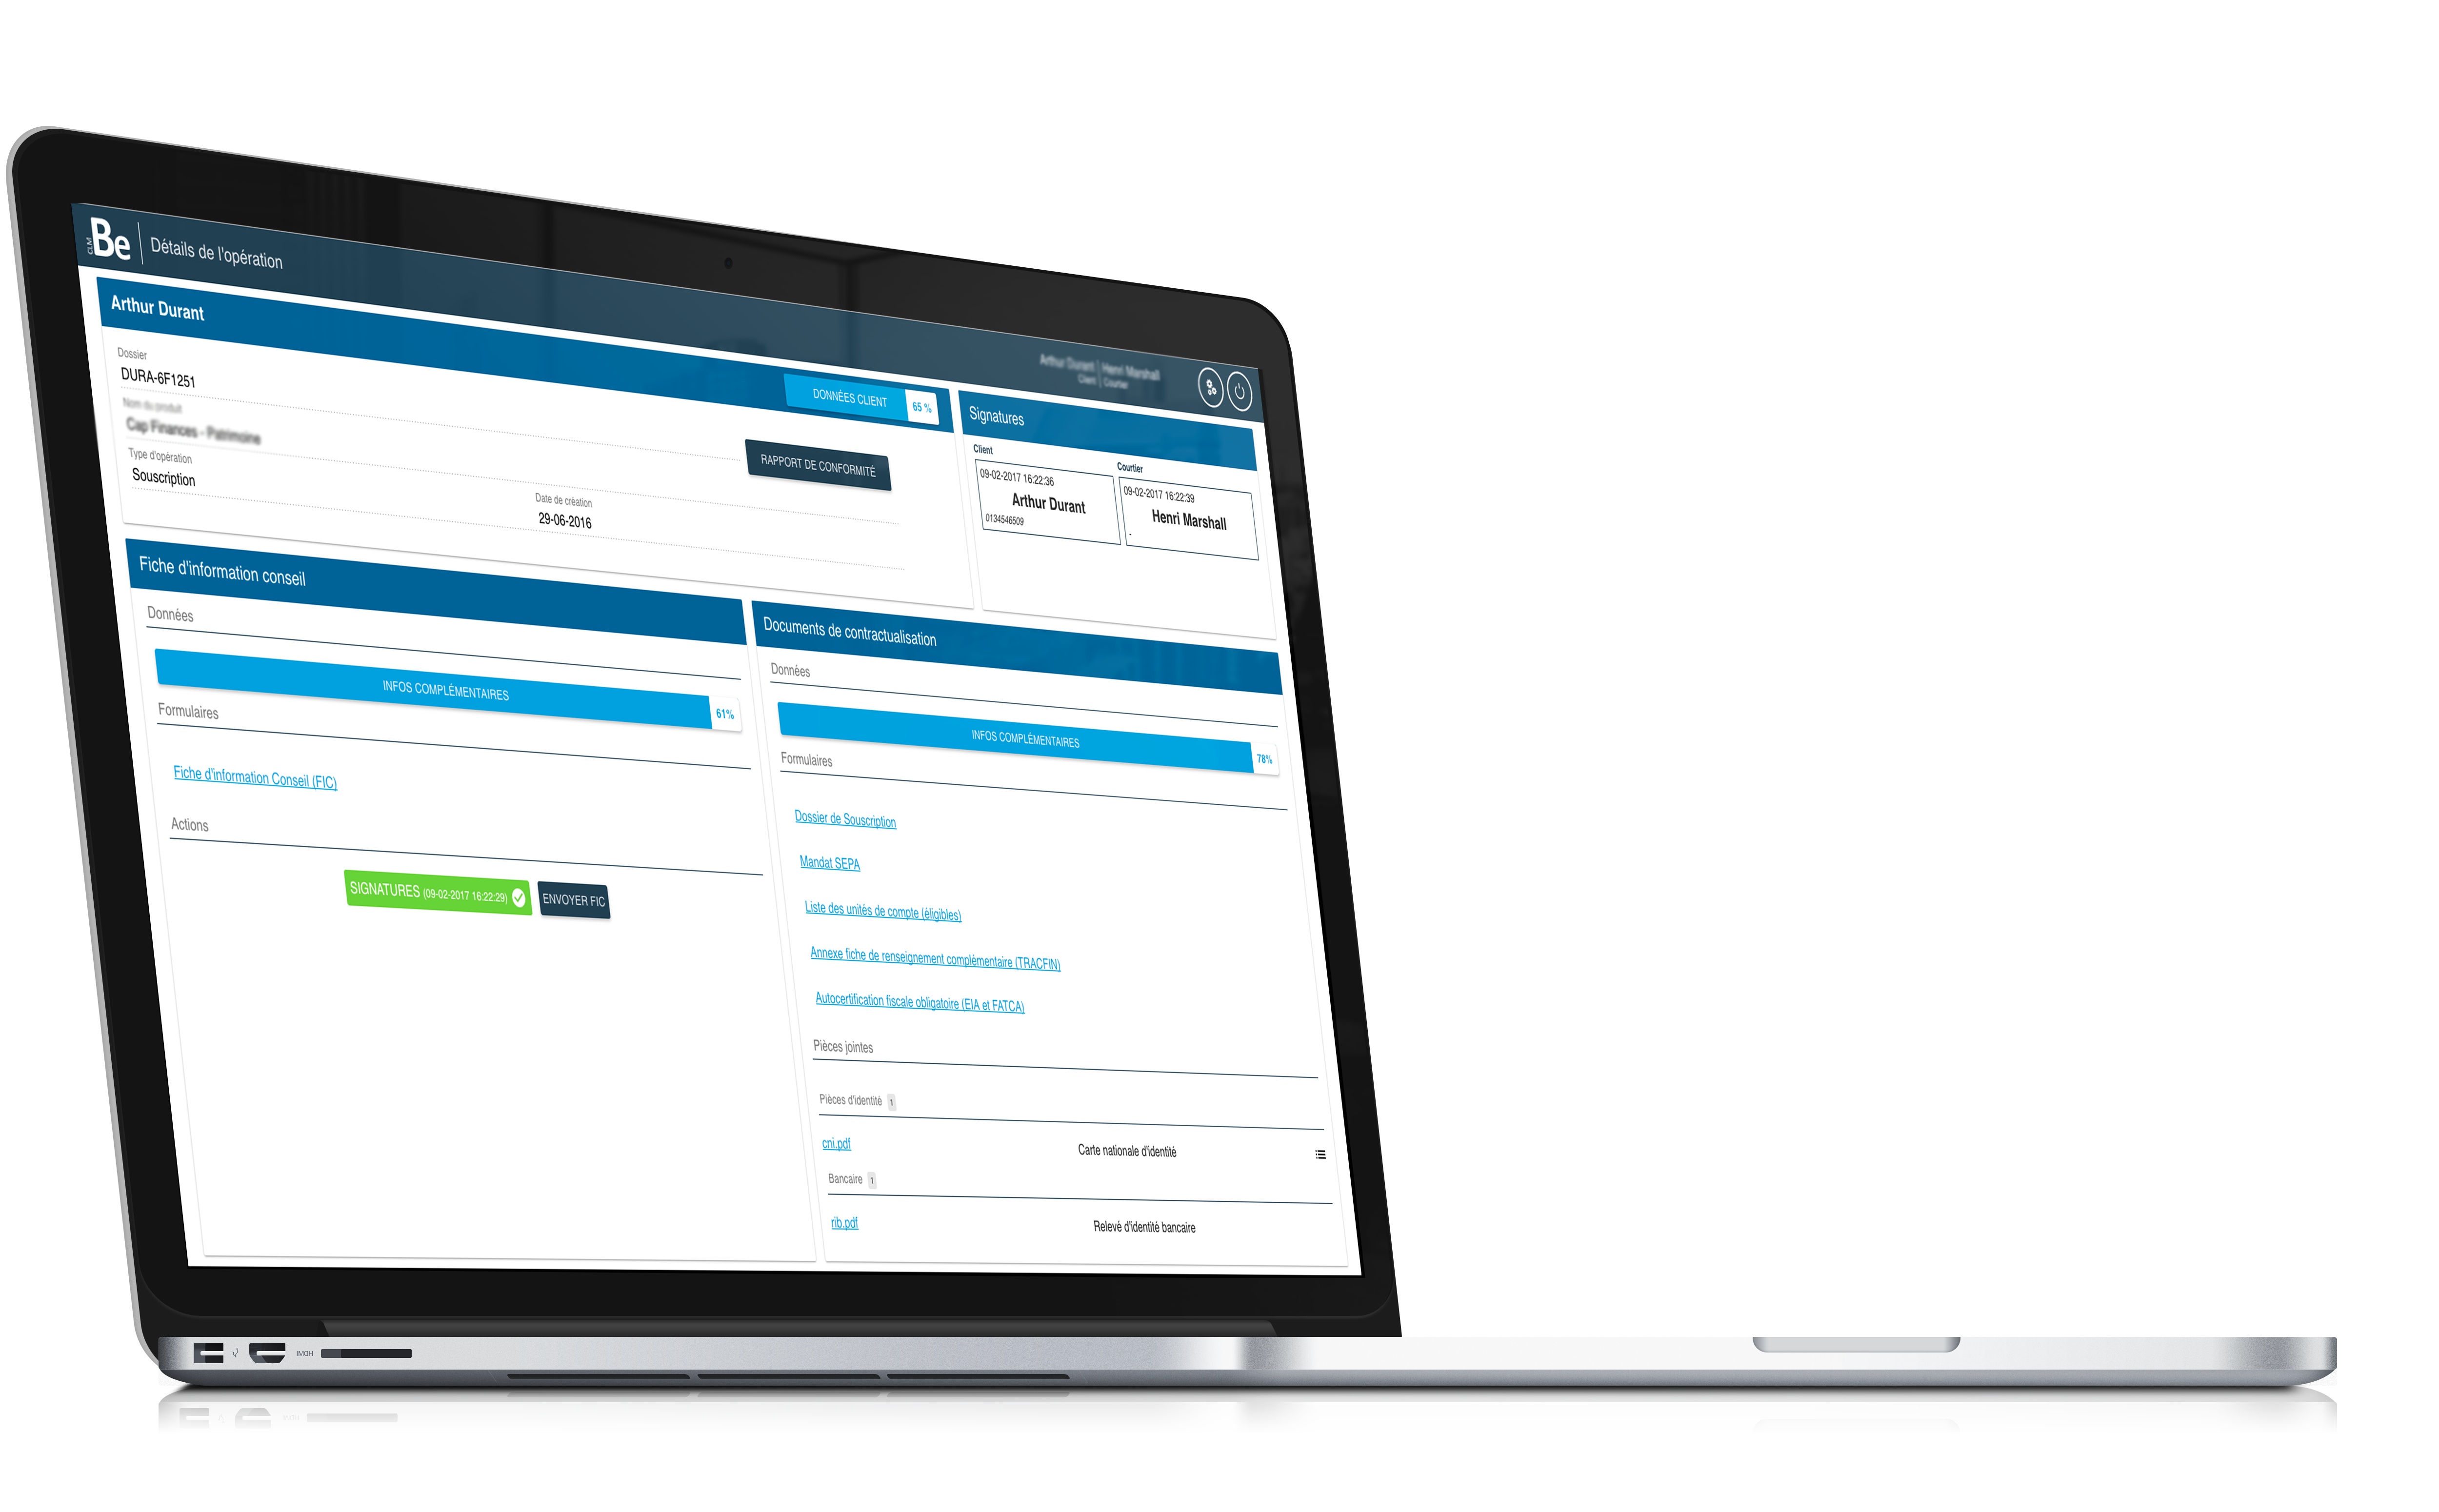 CLM Be Détails de l'opération
Arthur Durant | Henri Marshall
Client | Courtier
Arthur Durant
DONNÉES CLIENT 65 %
Dossier
DURA-6F1251
RAPPORT DE CONFORMITÉ
Nom du produit
Cap Finances - Patrimoine
Type d'opération
Souscription
Date de création
29-06-2016
Signatures
Client
09-02-2017 16:22:36
Arthur Durant
0134546509
Courtier
09-02-2017 16:22:39
Henri Marshall
.
Fiche d'information conseil
Données
INFOS COMPLÉMENTAIRES 61%
Formulaires
Fiche d'information Conseil (FIC)
Actions
SIGNATURES (09-02-2017 16:22:29) ENVOYER FIC
Documents de contractualisation
Données
INFOS COMPLÉMENTAIRES 78%
Formulaires
Dossier de Souscription
Mandat SEPA
Liste des unités de compte (éligibles)
Annexe fiche de renseignement complémentaire (TRACFIN)
Autocertification fiscale obligatoire (EIA et FATCA)
Pièces jointes
Pièces d'identité 1
cni.pdf Carte nationale d'identité
Bancaire 1
rib.pdf Relevé d'identité bancaire
HDMI